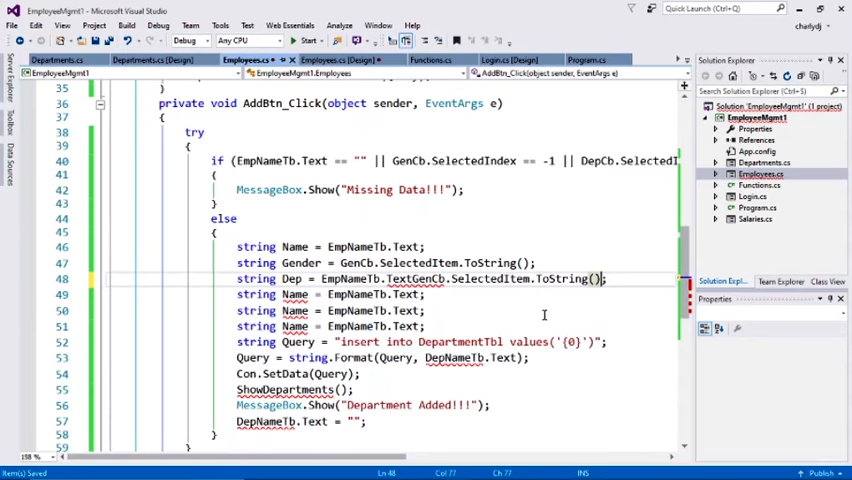 EmployeeMgmt1 - Microsoft Visual Studio
Quick Launch (Ctrl+Q)
File Edit View Project Build Debug Team Tools Test Web Essentials Analyze Window Help
charlydj
Debug Any CPU Start
Departments.cs Departments.cs [Design] Employees.cs Employees.cs [Design] Functions.cs Login.cs [Design] Program.cs
EmployeeMgmt1 EmployeeMgmt1.Employees AddBtn_Click(object sender, EventArgs e)
Server Explorer
Toolbox
Data Sources
35 }
36 private void AddBtn_Click(object sender, EventArgs e)
37 {
38 try
39 {
40 if (EmpNameTb.Text == "" || GenCb.SelectedIndex == -1 || DepCb.SelectedI
41 {
42 MessageBox.Show("Missing Data!!!");
43 }
44 else
45 {
46 string Name = EmpNameTb.Text;
47 string Gender = GenCb.SelectedItem.ToString();
48 string Dep = EmpNameTb.TextGenCb.SelectedItem.ToString();
49 string Name = EmpNameTb.Text;
50 string Name = EmpNameTb.Text;
51 string Name = EmpNameTb.Text;
52 string Query = "insert into DepartmentTbl values('{0}')";
53 Query = string.Format(Query, DepNameTb.Text);
54 Con.SetData(Query);
55 ShowDepartments();
56 MessageBox.Show("Department Added!!!");
57 DepNameTb.Text = "";
58 }
59 }
158 %
Solution Explorer
Search Solution Explorer (Ctrl+;)
Solution 'EmployeeMgmt1' (1 project)
EmployeeMgmt1
Properties
References
App.config
Departments.cs
Employees.cs
Functions.cs
Login.cs
Program.cs
Salaries.cs
Solution Expl... Team Explorer Class View
Properties
Item(s) Saved Ln 48 Col 77 Ch 77 INS Publish